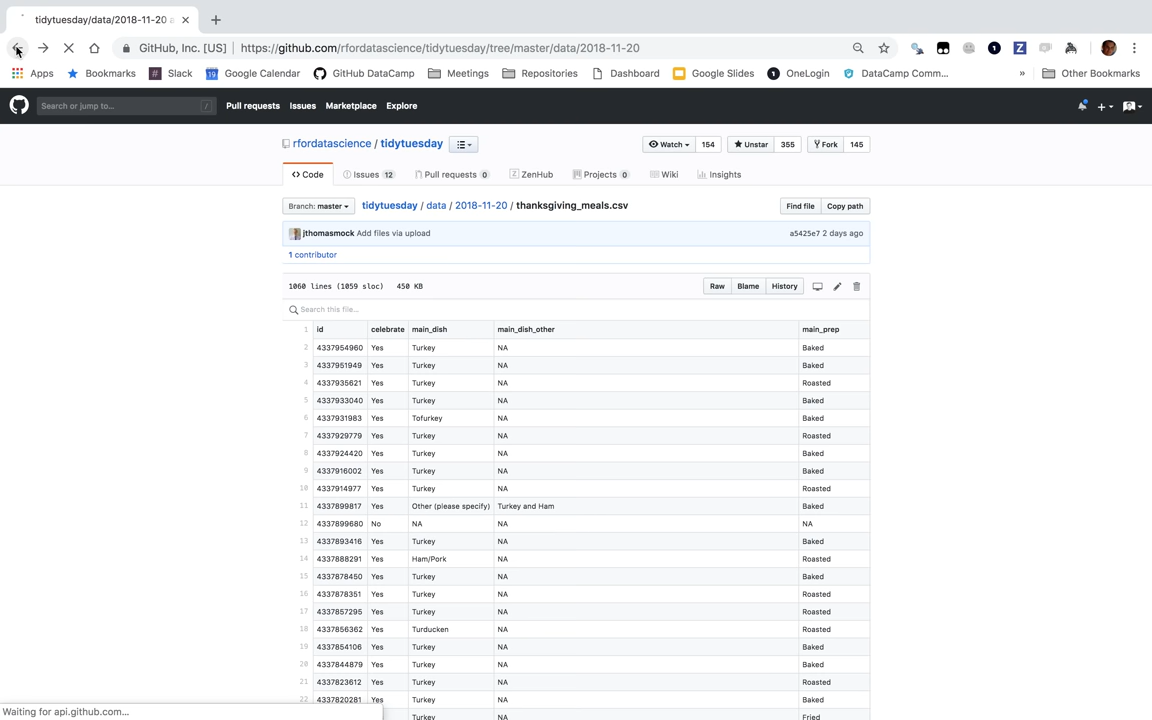 tidytuesday/data/2018-11-20 a
GitHub, Inc. [US] https://github.com/rfordatascience/tidytuesday/tree/master/data/2018-11-20
Apps Bookmarks Slack Google Calendar GitHub DataCamp Meetings Repositories Dashboard Google Slides OneLogin DataCamp Comm... » Other Bookmarks
Search or jump to... / Pull requests Issues Marketplace Explore
rfordatascience / tidytuesday Watch 154 Unstar 355 Fork 145
Code Issues 12 Pull requests 0 ZenHub Projects 0 Wiki Insights
Branch: master tidytuesday / data / 2018-11-20 / thanksgiving_meals.csv Find file Copy path
jthomasmock Add files via upload a5425e7 2 days ago
1 contributor
1060 lines (1059 sloc) 450 KB Raw Blame History
Search this file...
1 id celebrate main_dish main_dish_other main_prep
2 4337954960 Yes Turkey NA Baked
3 4337951949 Yes Turkey NA Baked
4 4337935621 Yes Turkey NA Roasted
5 4337933040 Yes Turkey NA Baked
6 4337931983 Yes Tofurkey NA Baked
7 4337929779 Yes Turkey NA Roasted
8 4337924420 Yes Turkey NA Baked
9 4337916002 Yes Turkey NA Baked
10 4337914977 Yes Turkey NA Roasted
11 4337899817 Yes Other (please specify) Turkey and Ham Baked
12 4337899680 No NA NA NA
13 4337893416 Yes Turkey NA Baked
14 4337888291 Yes Ham/Pork NA Roasted
15 4337878450 Yes Turkey NA Baked
16 4337878351 Yes Turkey NA Roasted
17 4337857295 Yes Turkey NA Roasted
18 4337856362 Yes Turducken NA Roasted
19 4337854106 Yes Turkey NA Baked
20 4337844879 Yes Turkey NA Baked
21 4337823612 Yes Turkey NA Roasted
22 4337820281 Yes Turkey NA Baked
Turkey NA Fried
Waiting for api.github.com...